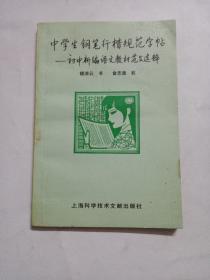 中学生钢笔行楷规范字帖
——初中新编语文教材范文选粹
书
上海科学技术文献出版社